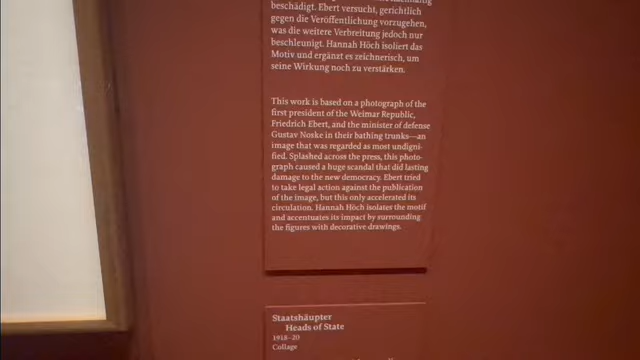 beschädigt. Ebert versucht, gerichtlich
gegen die Veröffentlichung vorzugehen,
was die weitere Verbreitung jedoch nur
beschleunigt. Hannah Höch isoliert das
Motiv und ergänzt es zeichnerisch, um
seine Wirkung noch zu verstärken.
This work is based on a photograph of the
first president of the Weimar Republic,
Friedrich Ebert, and the minister of defense
Gustav Noske in their bathing trunks—an
image that was regarded as most undigni-
fied. Splashed across the press, this photo-
graph caused a huge scandal that did lasting
damage to the new democracy. Ebert tried
to take legal action against the publication
of the image, but this only accelerated its
circulation. Hannah Höch isolates the motif
and accentuates its impact by surrounding
the figures with decorative drawings.
Staatshäupter
Heads of State
1918–20
Collage